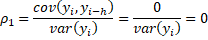 ρ₁ = cov(yᵢ, yᵢ₋ₕ) / var(yᵢ) = 0 / var(yᵢ) = 0